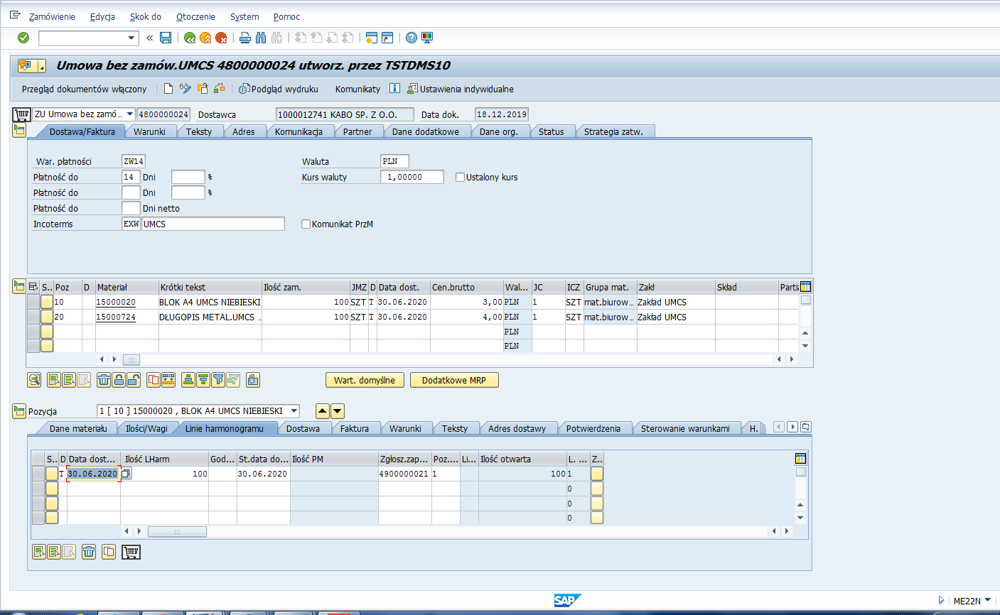 Zamówienie Edycja Skok do Otoczenie System Pomoc
Umowa bez zamów.UMCS 4800000024 utworz. przez TSTDMS10
Przegląd dokumentów włączony Podgląd wydruku Komunikaty Ustawienia indywidualne
ZU Umowa bez zamó... 4800000024 Dostawca 1000012741 KABO SP. Z O.O. Data dok. 18.12.2019
Dostawa/Faktura Warunki Teksty Adres Komunikacja Partner Dane dodatkowe Dane org. Status Strategia zatw.
War. płatności ZW14 Waluta PLN
Płatność do 14 Dni % Kurs waluty 1,00000 Ustalony kurs
Płatność do Dni %
Płatność do Dni netto
Incoterms EXW UMCS Komunikat PrzM
S.. Poz D Materiał Krótki tekst Ilość zam. JMZ D Data dost. Cen.brutto Wal... JC ICZ Grupa mat. Zakł Skład Partia
10 15000020 BLOK A4 UMCS NIEBIESKI 100 SZT T 30.06.2020 3,00 PLN 1 SZT mat.biurow... Zakład UMCS
20 15000724 DŁUGOPIS METAL.UMCS .. 100 SZT T 30.06.2020 4,00 PLN 1 SZT mat.biurow... Zakład UMCS
PLN
PLN
Wart. domyślne Dodatkowe MRP
Pozycja 1 [ 10 ] 15000020 , BLOK A4 UMCS NIEBIESKI
Dane materiału Ilości/Wagi Linie harmonogramu Dostawa Faktura Warunki Teksty Adres dostawy Potwierdzenia Sterowanie warunkami H.
S.. D Data dost... Ilość LHarm God... St.data do... Ilość PM Zgłosz.zap... Poz.... Li... Ilość otwarta L. ... Z..
T 30.06.2020 100 30.06.2020 4900000021 1 100 1
0
0
0
SAP ME22N